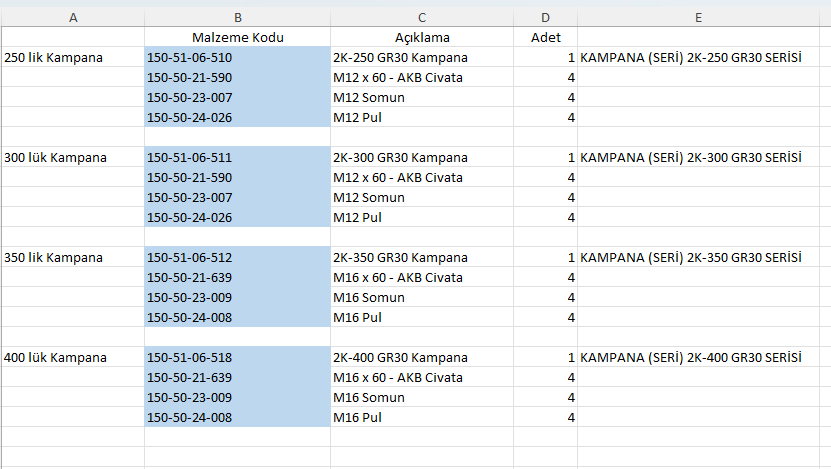 A B C D E
Malzeme Kodu Açıklama Adet
250 lik Kampana 150-51-06-510 2K-250 GR30 Kampana 1 KAMPANA (SERİ) 2K-250 GR30 SERİSİ
150-50-21-590 M12 x 60 - AKB Civata 4
150-50-23-007 M12 Somun 4
150-50-24-026 M12 Pul 4
300 lük Kampana 150-51-06-511 2K-300 GR30 Kampana 1 KAMPANA (SERİ) 2K-300 GR30 SERİSİ
150-50-21-590 M12 x 60 - AKB Civata 4
150-50-23-007 M12 Somun 4
150-50-24-026 M12 Pul 4
350 lik Kampana 150-51-06-512 2K-350 GR30 Kampana 1 KAMPANA (SERİ) 2K-350 GR30 SERİSİ
150-50-21-639 M16 x 60 - AKB Civata 4
150-50-23-009 M16 Somun 4
150-50-24-008 M16 Pul 4
400 lük Kampana 150-51-06-518 2K-400 GR30 Kampana 1 KAMPANA (SERİ) 2K-400 GR30 SERİSİ
150-50-21-639 M16 x 60 - AKB Civata 4
150-50-23-009 M16 Somun 4
150-50-24-008 M16 Pul 4